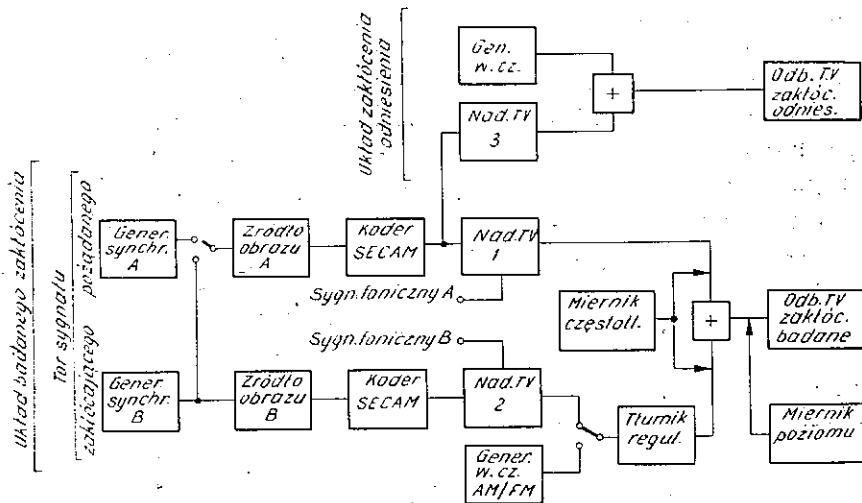 Gen.
w.cz.
+
Odb. TV
zakłóc.
odnies.
Nad. TV
3
Układ zakłócenia
odniesienia
Układ badanego zakłócenia
Tor sygnału
pożądanego
zakłócającego
Gener.
synchr.
A
Źródło
obrazu
A
Koder
SECAM
Nad. TV
1
Sygn. foniczny A
Miernik
częstotl.
+
Odb. TV
zakłóc.
badane
Sygn. foniczny B
Gener.
synchr.
B
Źródło
obrazu
B
Koder
SECAM
Nad. TV
2
Tłumik
regul.
Miernik
poziomu
Gener.
w.cz.
AM/FM